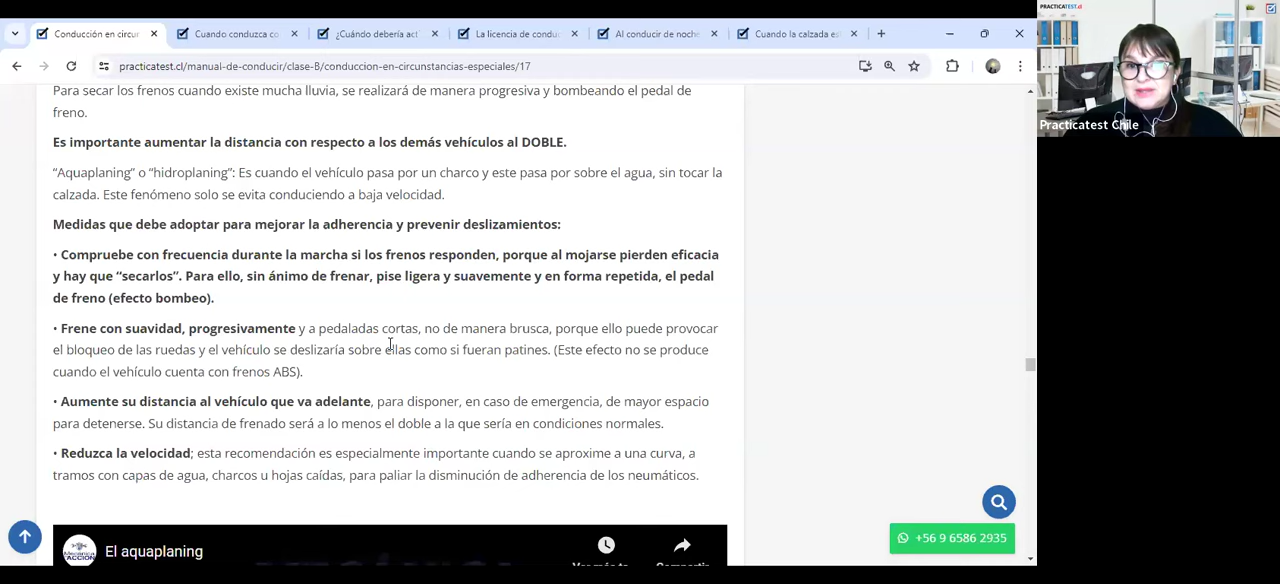 Conducción en circur
Cuando conduzca co
¿Cuándo debería act
La licencia de condu
Al conducir de noche
Cuando la calzada es
practicatest.cl/manual-de-conducir/clase-B/conduccion-en-circunstancias-especiales/17
PRACTICATEST.cl
Practicatest Chile
Para secar los frenos cuando existe mucha lluvia, se realizará de manera progresiva y bombeando el pedal de
freno.
Es importante aumentar la distancia con respecto a los demás vehículos al DOBLE.
“Aquaplaning” o “hidroplaning”: Es cuando el vehículo pasa por un charco y este pasa por sobre el agua, sin tocar la
calzada. Este fenómeno solo se evita conduciendo a baja velocidad.
Medidas que debe adoptar para mejorar la adherencia y prevenir deslizamientos:
• Compruebe con frecuencia durante la marcha si los frenos responden, porque al mojarse pierden eficacia
y hay que “secarlos”. Para ello, sin ánimo de frenar, pise ligera y suavemente y en forma repetida, el pedal
de freno (efecto bombeo).
• Frene con suavidad, progresivamente y a pedaladas cortas, no de manera brusca, porque ello puede provocar
el bloqueo de las ruedas y el vehículo se deslizaría sobre ellas como si fueran patines. (Este efecto no se produce
cuando el vehículo cuenta con frenos ABS).
• Aumente su distancia al vehículo que va adelante, para disponer, en caso de emergencia, de mayor espacio
para detenerse. Su distancia de frenado será a lo menos el doble a la que sería en condiciones normales.
• Reduzca la velocidad; esta recomendación es especialmente importante cuando se aproxime a una curva, a
tramos con capas de agua, charcos u hojas caídas, para paliar la disminución de adherencia de los neumáticos.
+56 9 6586 2935
El aquaplaning